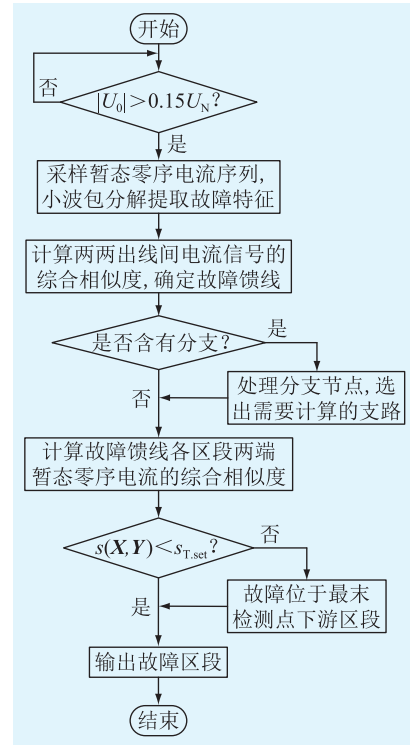 开始
否
|U₀|>0.15U_N?
是
采样暂态零序电流序列,
小波包分解提取故障特征
计算两两出线间电流信号的
综合相似度,确定故障馈线
是否含有分支?
是
处理分支节点,选
出需要计算的支路
否
计算故障馈线各区段两端
暂态零序电流的综合相似度
s(X,Y)<s_T.set?
否
故障位于最末
检测点下游区段
是
输出故障区段
结束